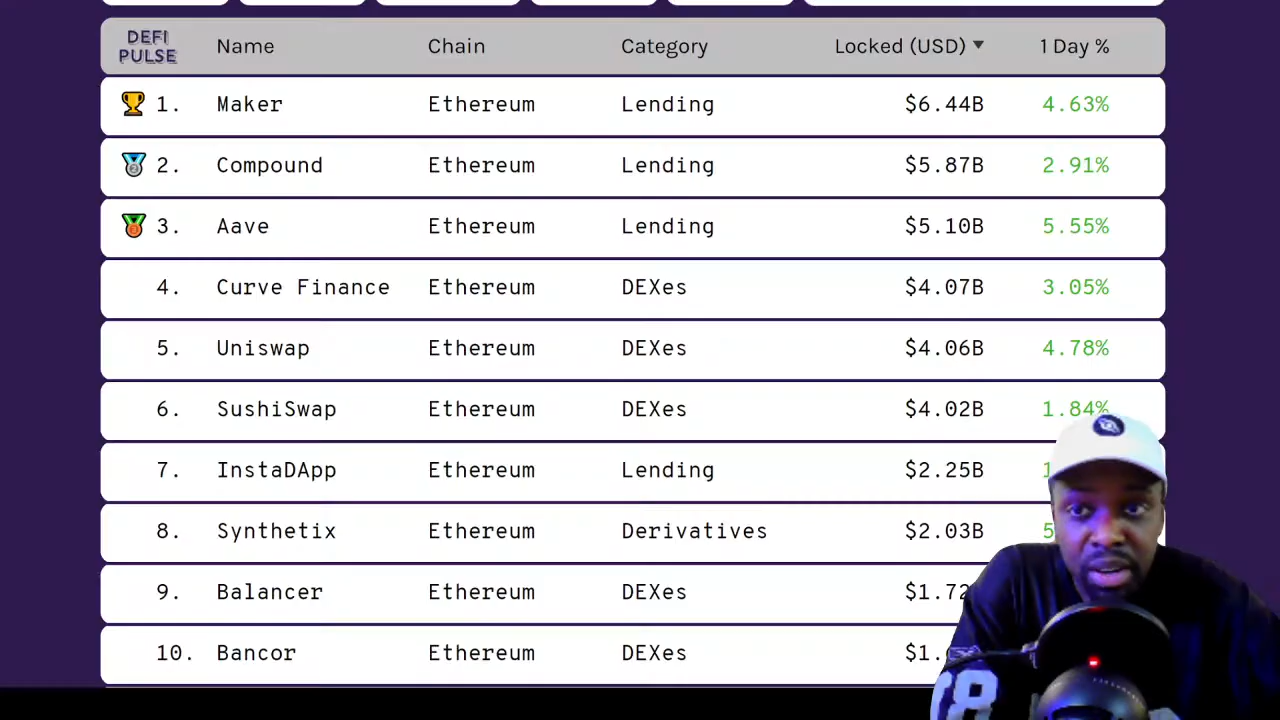 DEFI PULSE Name Chain Category Locked (USD) ▼ 1 Day %
1. Maker Ethereum Lending $6.44B 4.63%
2. Compound Ethereum Lending $5.87B 2.91%
3. Aave Ethereum Lending $5.10B 5.55%
4. Curve Finance Ethereum DEXes $4.07B 3.05%
5. Uniswap Ethereum DEXes $4.06B 4.78%
6. SushiSwap Ethereum DEXes $4.02B 1.84%
7. InstaDApp Ethereum Lending $2.25B
8. Synthetix Ethereum Derivatives $2.03B
9. Balancer Ethereum DEXes
10. Bancor Ethereum DEXes